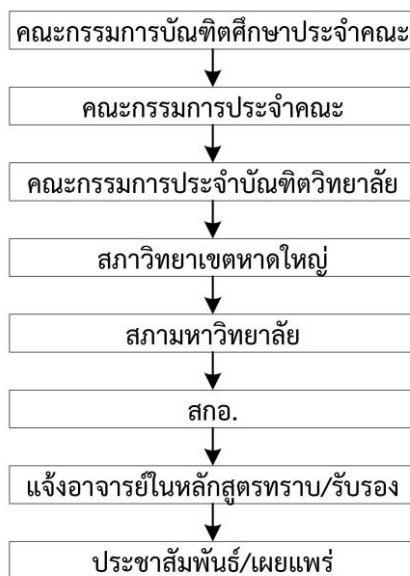 คณะกรรมการบัณฑิตศึกษาประจำคณะ
คณะกรรมการประจำคณะ
คณะกรรมการประจำบัณฑิตวิทยาลัย
สภาวิทยาเขตหาดใหญ่
สภามหาวิทยาลัย
สกอ.
แจ้งอาจารย์ในหลักสูตรทราบ/รับรอง
ประชาสัมพันธ์/เผยแพร่